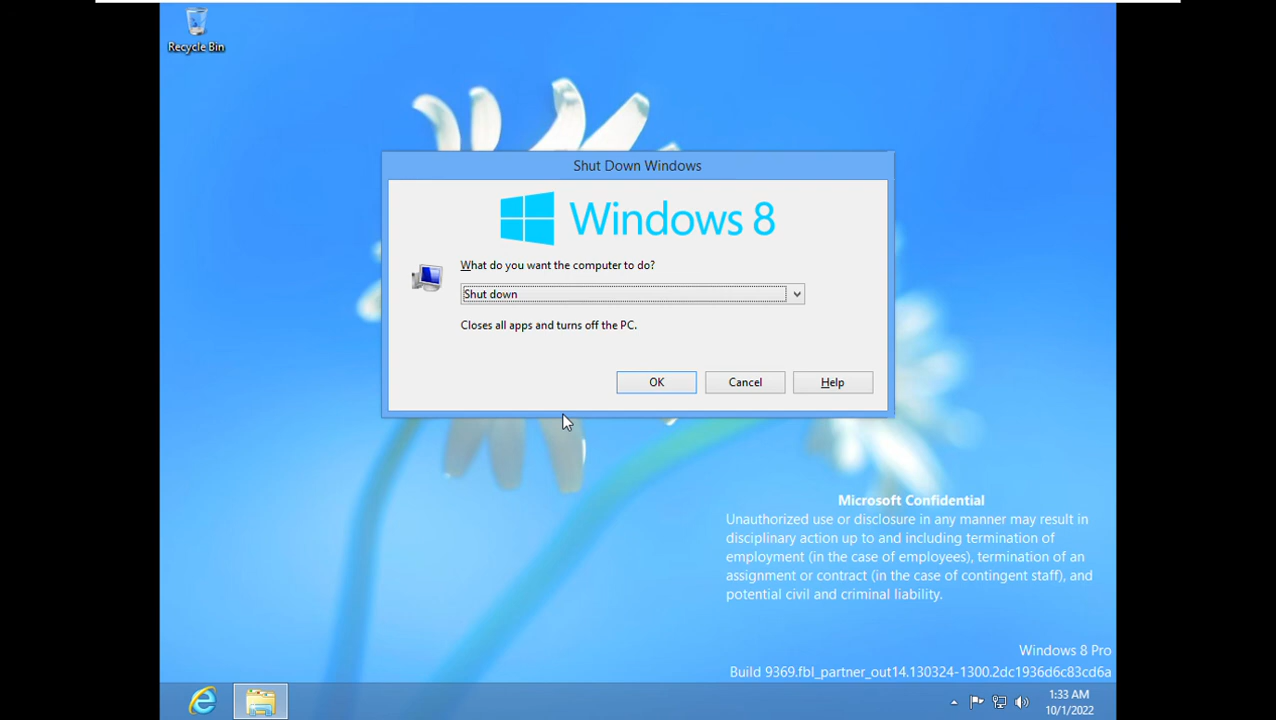 Recycle Bin
Shut Down Windows
Windows 8
What do you want the computer to do?
Shut down
Closes all apps and turns off the PC.
OK
Cancel
Help
Microsoft Confidential
Unauthorized use or disclosure in any manner may result in
disciplinary action up to and including termination of
employment (in the case of employees), termination of an
assignment or contract (in the case of contingent staff), and
potential civil and criminal liability.
Windows 8 Pro
Build 9369.fbl_partner_out14.130324-1300.2dc1936d6c83cd6a
1:33 AM
10/1/2022